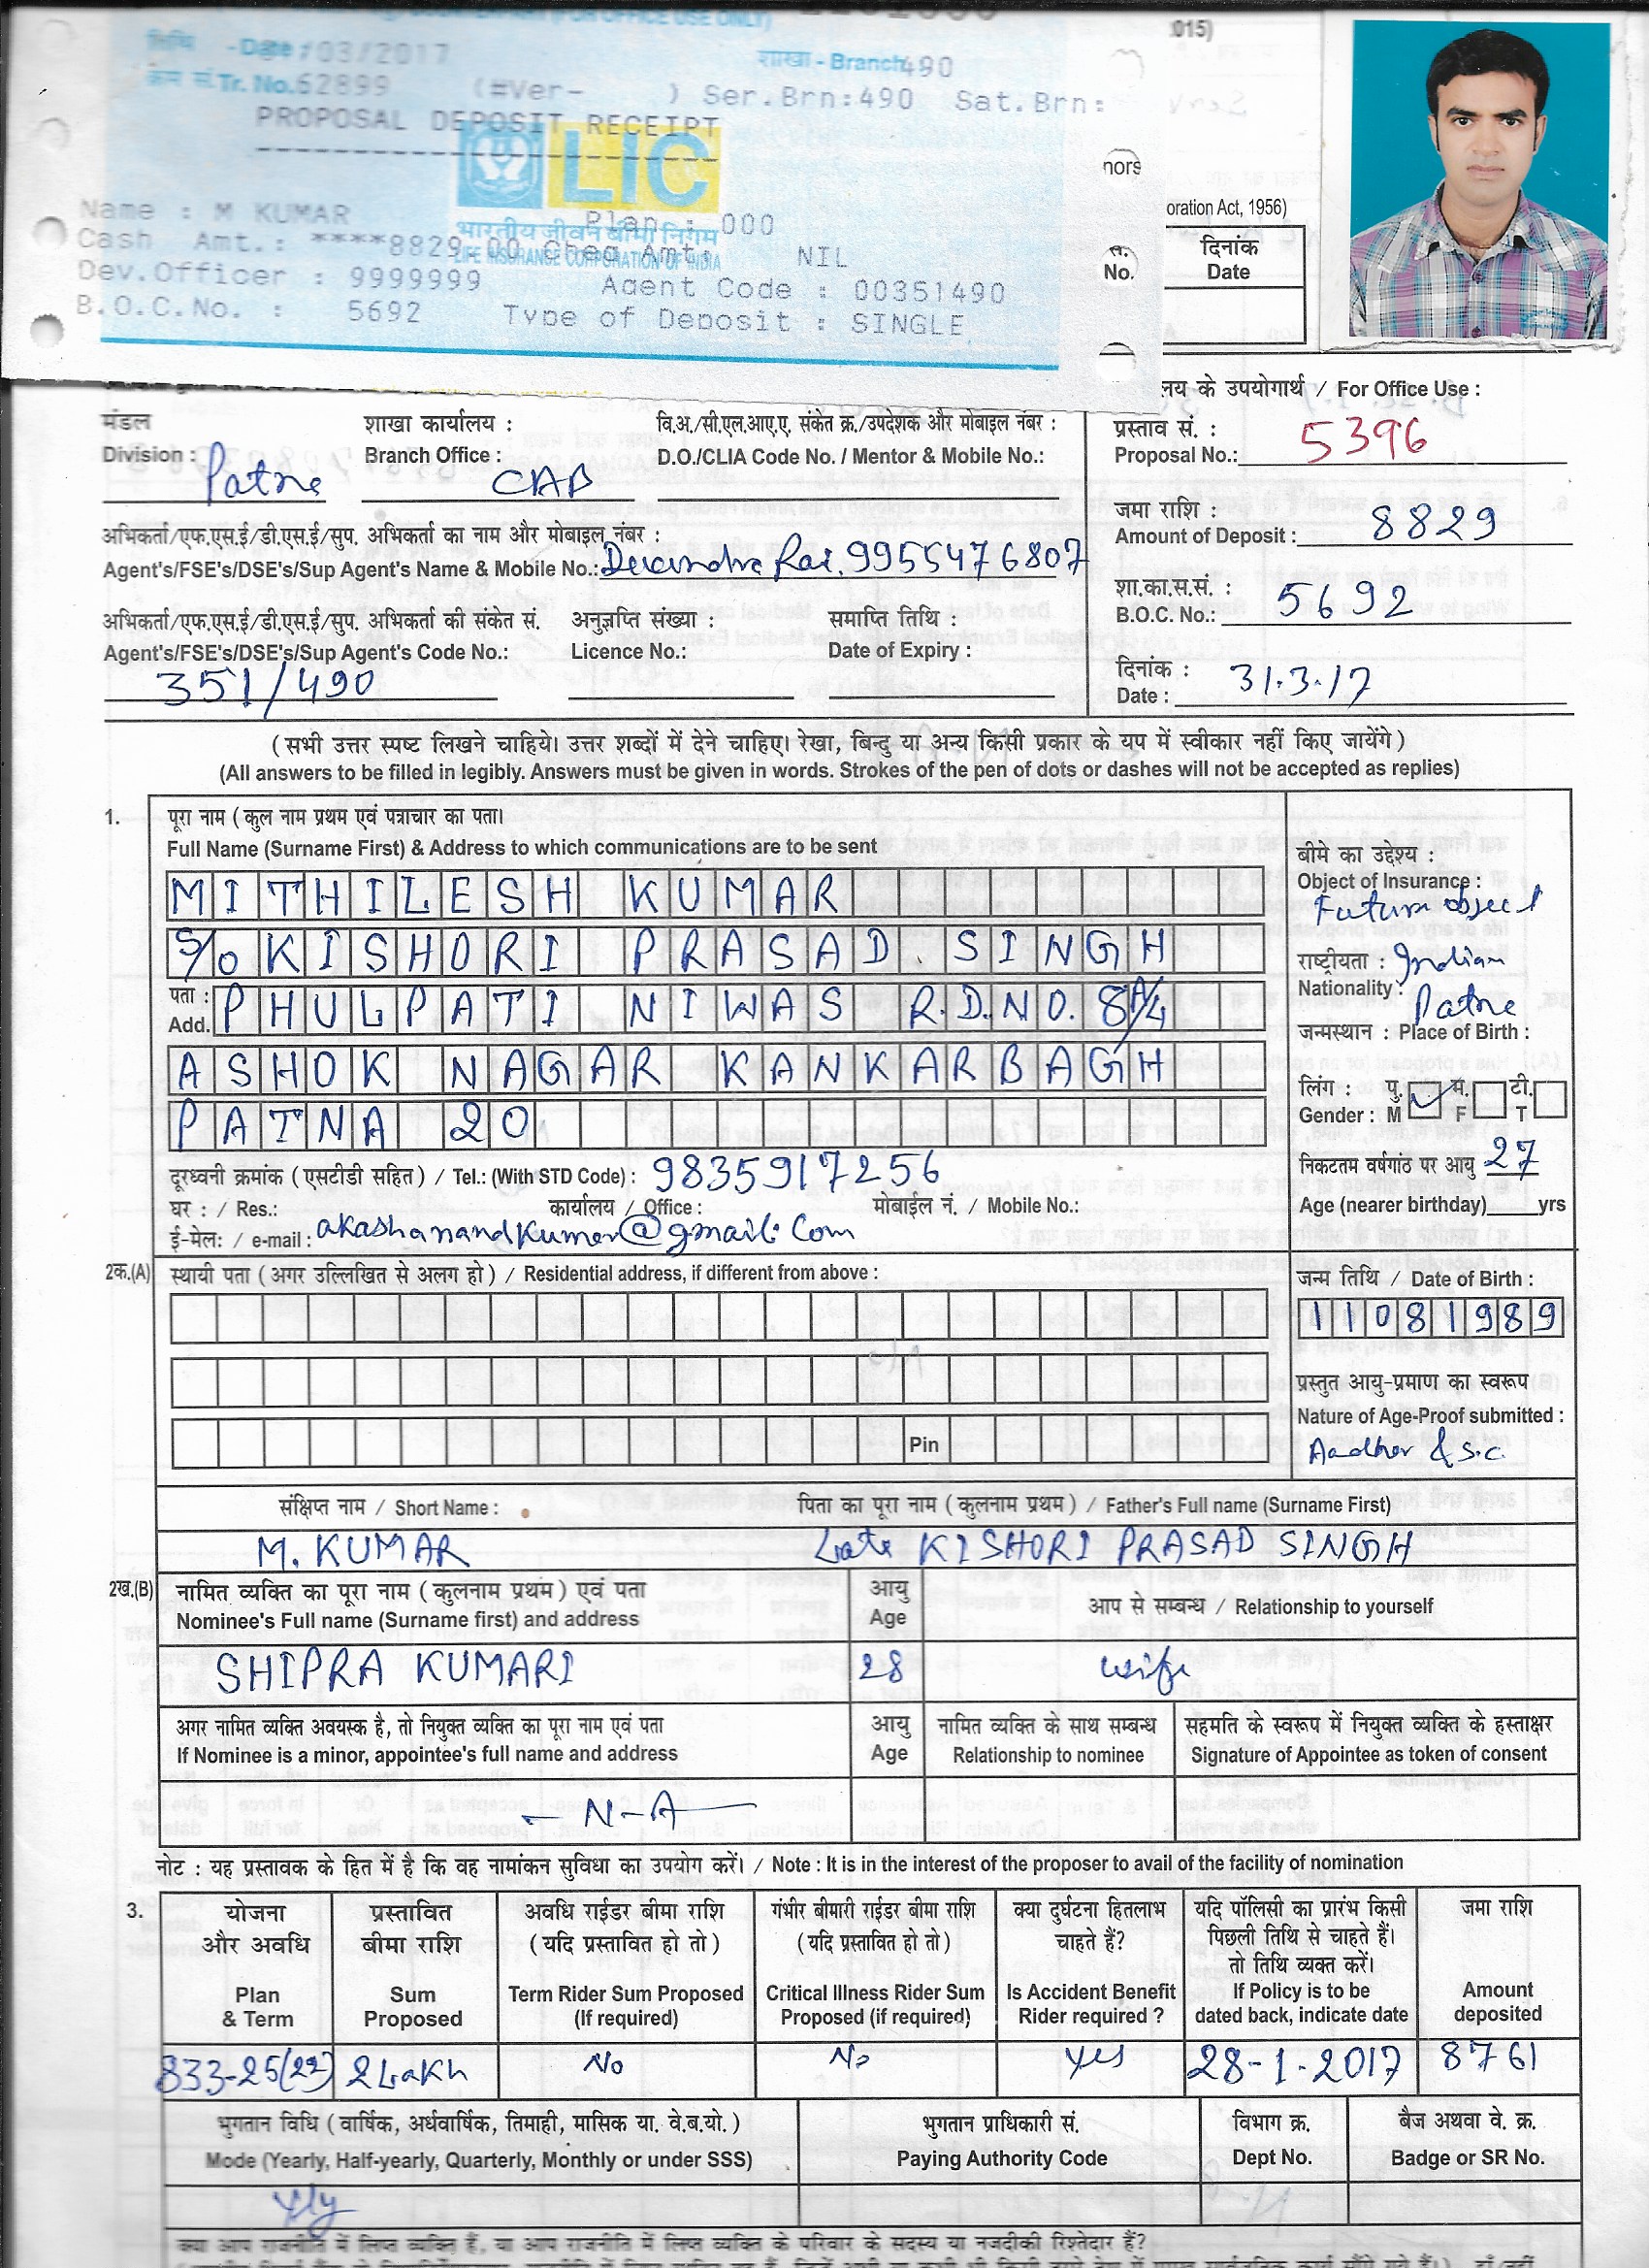 (FOR OFFICE USE ONLY)
015)
तिथि - Date :/03/2017 शाखा - Branch 490
क्रम सं Tr. No. 62899 (#Ver- ) Ser.Brn:490 Sat.Brn:
PROPOSAL DEPOSIT RECEIPT
LIC
भारतीय जीवन बीमा निगम
LIFE INSURANCE CORPORATION OF INDIA
Name : M KUMAR Plan : 000
Cash Amt.: ****8829.00 Cheq Amt. NIL
Dev.Officer : 9999999 Agent Code : 00351490
B.O.C.No. : 5692 Type of Deposit : SINGLE
oration Act, 1956)
No.
दिनांक
Date
लय के उपयोगार्थ / For Office Use :
मंडल शाखा कार्यालय : वि.अ./सी.एल.आए.ए. संकेत क्र./उपदेशक और मोबाइल नंबर :
Division : Patna Branch Office : CAB D.O./CLIA Code No. / Mentor & Mobile No.:
प्रस्ताव सं. :
Proposal No.: 5396
जमा राशि :
Amount of Deposit : 8829
अभिकर्ता/एफ.एस.ई/डी.एस.ई/सुप. अभिकर्ता का नाम और मोबाइल नंबर :
Agent's/FSE's/DSE's/Sup Agent's Name & Mobile No.: Devendra Rai. 9955476807
शा.का.स.सं. :
B.O.C. No.: 5692
अभिकर्ता/एफ.एस.ई/डी.एस.ई/सुप. अभिकर्ता की संकेत सं. अनुज्ञप्ति संख्या : समाप्ति तिथि :
Agent's/FSE's/DSE's/Sup Agent's Code No.: Licence No.: Date of Expiry :
351/490
दिनांक :
Date : 31.3.17
(सभी उत्तर स्पष्ट लिखने चाहिये। उत्तर शब्दों में देने चाहिए। रेखा, बिन्दु या अन्य किसी प्रकार के यप में स्वीकार नहीं किए जायेंगे)
(All answers to be filled in legibly. Answers must be given in words. Strokes of the pen of dots or dashes will not be accepted as replies)
1. पूरा नाम (कुल नाम प्रथम एवं पत्राचार का पता।
Full Name (Surname First) & Address to which communications are to be sent
MITHILESH KUMAR
S/o KISHORI PRASAD. SINGH
पता :
Add. PHULPATI NIWAS R.D.NO. 8A/4
ASHOK NAGAR KANKARBAGH
PATNA 20
दूरध्वनी क्रमांक (एसटीडी सहित) / Tel.: (With STD Code) : 9835917256
घर : / Res.: कार्यालय / Office : मोबाईल नं. / Mobile No.:
ई-मेल: / e-mail : akashanandkumar@gmail.com
बीमे का उद्देश्य :
Object of Insurance :
Future object
राष्ट्रीयता : Indian
Nationality :
Patna
जन्मस्थान : Place of Birth :
लिंग : पु. म. टी.
Gender : M F T
निकटतम वर्षगांठ पर आयु 27
Age (nearer birthday)____yrs
2क.(A) स्थायी पता (अगर उल्लिखित से अलग हो) / Residential address, if different from above :
Pin
जन्म तिथि / Date of Birth :
11081989
प्रस्तुत आयु-प्रमाण का स्वरूप
Nature of Age-Proof submitted :
Aadhar & s.c.
संक्षिप्त नाम / Short Name : पिता का पूरा नाम (कुलनाम प्रथम) / Father's Full name (Surname First)
M. KUMAR Late KISHORI PRASAD SINGH
2ख.(B) नामित व्यक्ति का पूरा नाम (कुलनाम प्रथम) एवं पता आयु आप से सम्बन्ध / Relationship to yourself
Nominee's Full name (Surname first) and address Age
SHIPRA KUMARI 28 wife
अगर नामित व्यक्ति अवयस्क है, तो नियुक्त व्यक्ति का पूरा नाम एवं पता आयु नामित व्यक्ति के साथ सम्बन्ध सहमति के स्वरूप में नियुक्त व्यक्ति के हस्ताक्षर
If Nominee is a minor, appointee's full name and address Age Relationship to nominee Signature of Appointee as token of consent
- N-A -
नोट : यह प्रस्तावक के हित में है कि वह नामांकन सुविधा का उपयोग करें। / Note : It is in the interest of the proposer to avail of the facility of nomination
3. योजना प्रस्तावित अवधि राईडर बीमा राशि गंभीर बीमारी राईडर बीमा राशि क्या दुर्घटना हितलाभ यदि पॉलिसी का प्रारंभ किसी जमा राशि
और अवधि बीमा राशि (यदि प्रस्तावित हो तो) (यदि प्रस्तावित हो तो) चाहते हैं? पिछली तिथि से चाहते हैं।
तो तिथि व्यक्त करें।
Plan Sum Term Rider Sum Proposed Critical Illness Rider Sum Is Accident Benefit If Policy is to be Amount
& Term Proposed (If required) Proposed (if required) Rider required ? dated back, indicate date deposited
833-25(22) 2 Lakh No No Yes 28-1-2017 8761
भुगतान विधि (वार्षिक, अर्धवार्षिक, तिमाही, मासिक या. वे.ब.यो.) भुगतान प्राधिकारी सं. विभाग क्र. बैज अथवा वे. क्र.
Mode (Yearly, Half-yearly, Quarterly, Monthly or under SSS) Paying Authority Code Dept No. Badge or SR No.
Yly
क्या आप राजनीति में लिप्त व्यक्ति हैं, या आप राजनीति में लिप्त व्यक्ति के परिवार के सदस्य या नजदीकी रिश्तेदार हैं?